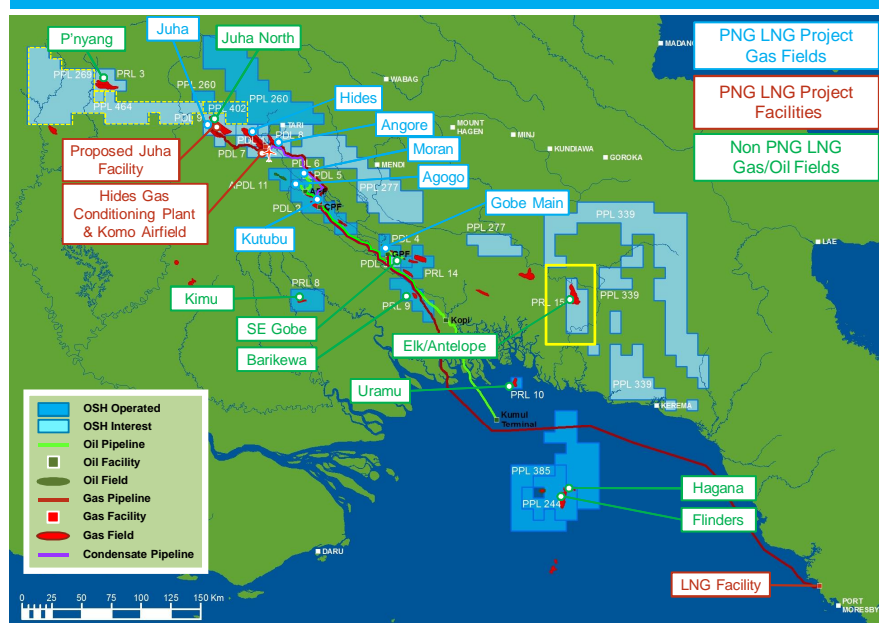 P'nyang
Juha
Juha North
MADANG
PNG LNG Project
Gas Fields
PPL 269
PRL 3
PPL 260
PPL 260
WABAG
PPL 464
PPL 402
PDL 9
Hides
TARI
PDL 8
MOUNT
HAGEN
MINJ
PNG LNG Project
Facilities
Angore
KUNDIAWA
GOROKA
Proposed Juha
Facility
PDL 7
Moran
MENDI
PDL 6
PDL 5
Non PNG LNG
Gas/Oil Fields
Agogo
APDL 11
PPL 277
Hides Gas
Conditioning Plant
& Komo Airfield
PDL 2
CPF
Gobe Main
PPL 339
Kutubu
PDL 4
PPL 277
LAE
GPF
PRL 14
PPL 339
PRL 8
PRL 15
Kimu
PRL 9
SE Gobe
Kopi
Barikewa
Elk/Antelope
PPL 339
Uramu
PRL 10
KEREMA
Kumul
Terminal
OSH Operated
OSH Interest
Oil Pipeline
Oil Facility
Oil Field
Gas Pipeline
Gas Facility
Gas Field
Condensate Pipeline
PPL 385
PPL 244
Hagana
Flinders
DARU
LNG Facility
0 25 50 75 100 150 Km
PORT
MORESBY